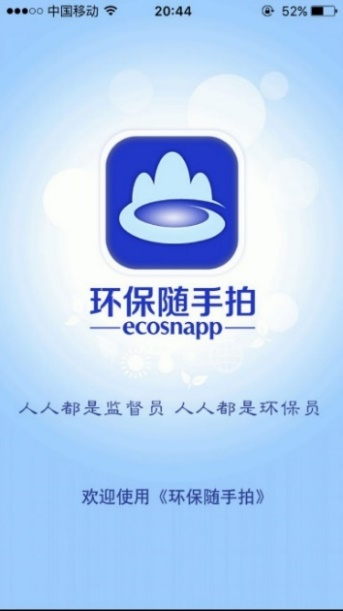 中国移动 20:44 52%
环保随手拍
ecosnapp
人人都是监督员 人人都是环保员
欢迎使用《环保随手拍》